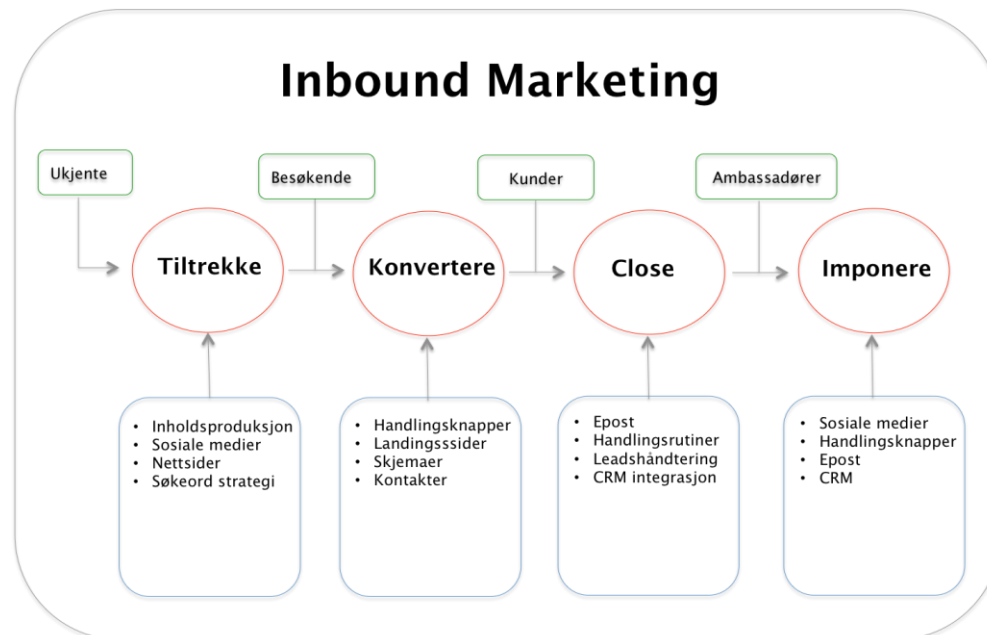 Inbound Marketing
Ukjente
Besøkende
Kunder
Ambassadører
Tiltrekke
Konvertere
Close
Imponere
• Inholdsproduksjon
• Sosiale medier
• Nettsider
• Søkeord strategi
• Handlingsknapper
• Landingsssider
• Skjemaer
• Kontakter
• Epost
• Handlingsrutiner
• Leadshåndtering
• CRM integrasjon
• Sosiale medier
• Handlingsknapper
• Epost
• CRM